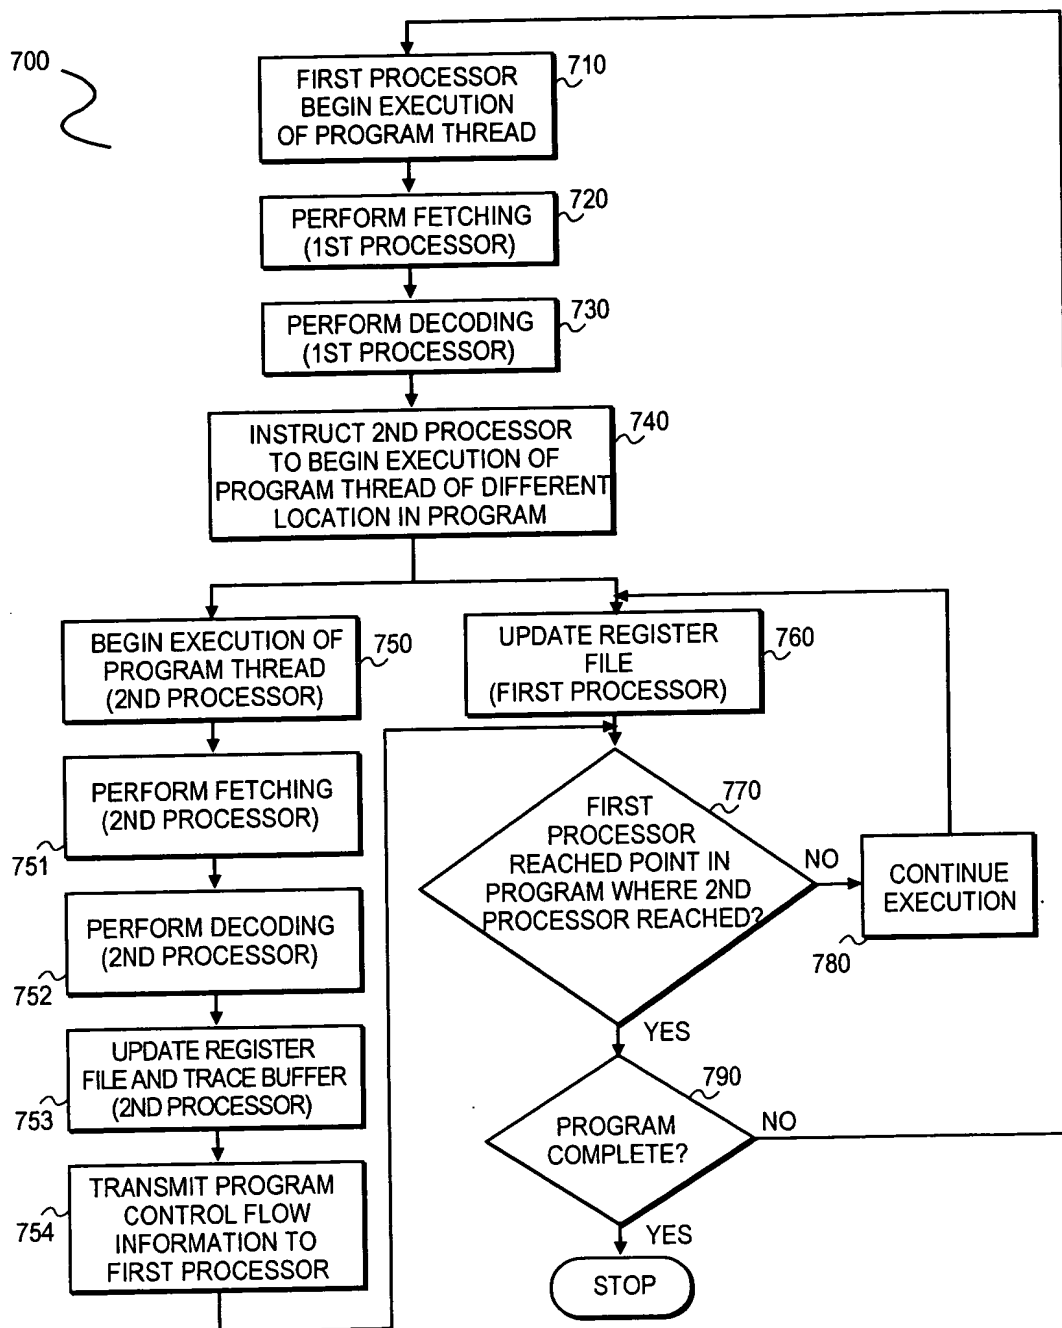 700
FIRST PROCESSOR
BEGIN EXECUTION
OF PROGRAM THREAD
710
PERFORM FETCHING
(1ST PROCESSOR)
720
PERFORM DECODING
(1ST PROCESSOR)
730
INSTRUCT 2ND PROCESSOR
TO BEGIN EXECUTION OF
PROGRAM THREAD OF DIFFERENT
LOCATION IN PROGRAM
740
BEGIN EXECUTION OF
PROGRAM THREAD
(2ND PROCESSOR)
750
PERFORM FETCHING
(2ND PROCESSOR)
751
PERFORM DECODING
(2ND PROCESSOR)
752
UPDATE REGISTER
FILE AND TRACE BUFFER
(2ND PROCESSOR)
753
TRANSMIT PROGRAM
CONTROL FLOW
INFORMATION TO
FIRST PROCESSOR
754
UPDATE REGISTER
FILE
(FIRST PROCESSOR)
760
FIRST
PROCESSOR
REACHED POINT IN
PROGRAM WHERE 2ND
PROCESSOR REACHED?
770
NO
CONTINUE
EXECUTION
780
YES
PROGRAM
COMPLETE?
790
NO
YES
STOP